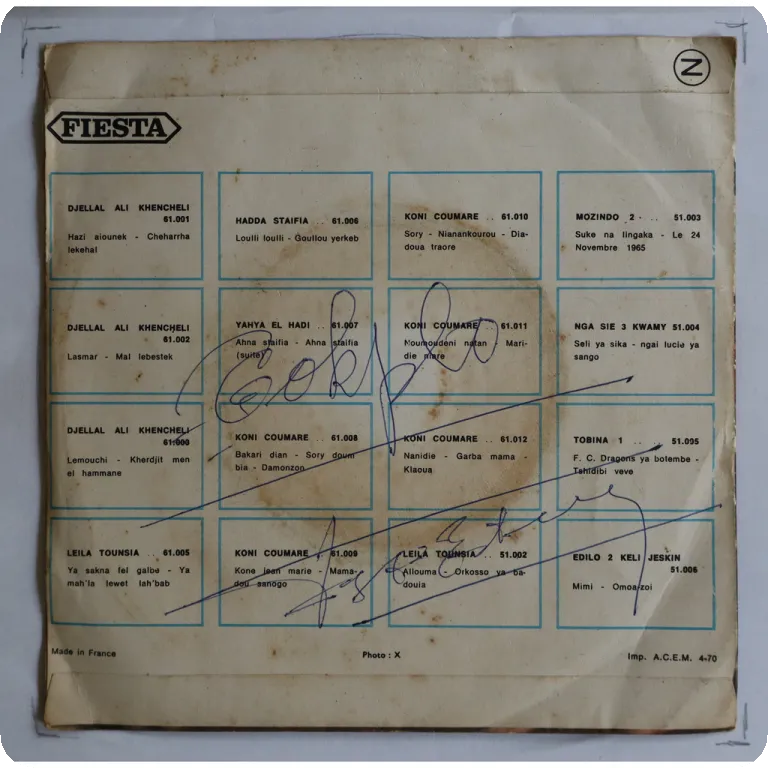 Z
FIESTA
DJELLAL ALI KHENCHELI
61.001
Hazi aiounek - Cheharrha
lekehal
HADDA STAIFIA .. 61.006
Loulli loulli - Goullou yerkeb
KONI COUMARE .. 61.010
Sory - Nianankourou - Dia-
doua traore
MOZINDO 2 .. 51.003
Suke na lingaka - Le 24
Novembre 1965
DJELLAL ALI KHENCHELI
61.002
Lasmar - Mal lebestek
YAHYA EL HADI .. 61.007
Ahna staifia - Ahna staifia
(suite)
KONI COUMARE .. 61.011
Noumoudeni natan - Mari-
die niare
NGA SIE 3 KWAMY 51.004
Seli ya sika - ngai lucie ya
sango
DJELLAL ALI KHENCHELI
Lemouchi - Kherdjit men
el hammane
KONI COUMARE .. 61.008
Bakari dian - Sory doum
bia - Damonzon
KONI COUMARE .. 61.012
Nanidie - Garba mama -
Klaoua
TOBINA 1 .. 51.005
F. C. Dragons ya botembe -
Tshidibi veve
LEILA TOUNSIA .. 61.005
Ya sakna fel galbe - Ya
mah'la lewet lah'bab
KONI COUMARE .. 61.009
Kone jean marie - Mama-
dou sanogo
LEILA TOUNSIA .. 51.002
Allouma - Orkosso ya ba-
douia
EDILO 2 KELI JESKIN
51.006
Mimi - Omoa zoi
Made in France
Photo : X
Imp. A.C.E.M. 4-70